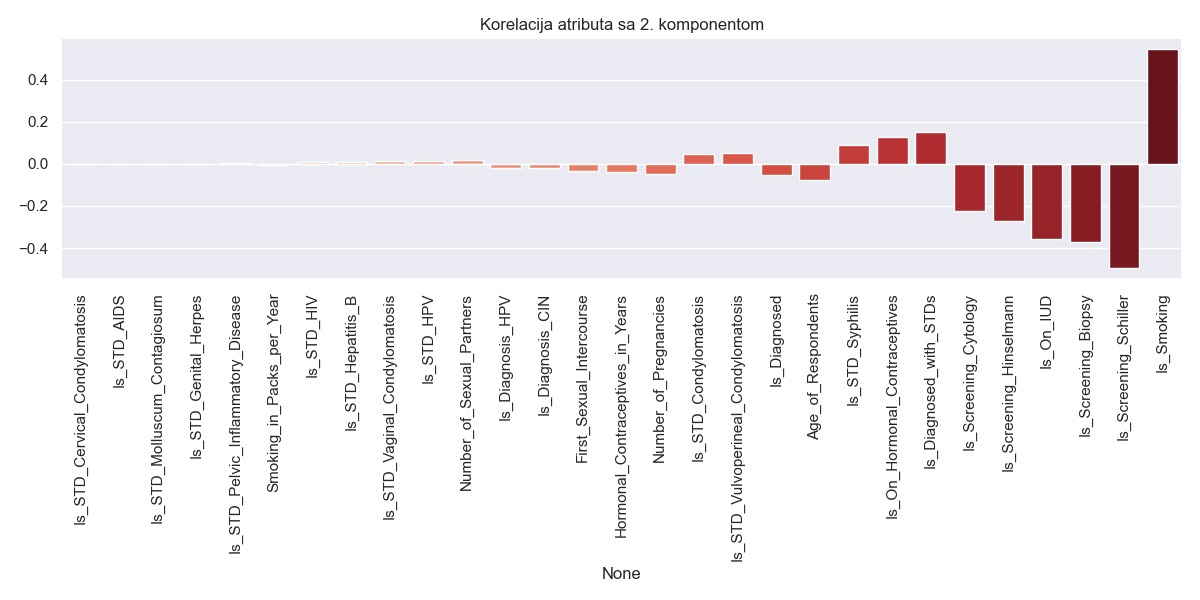 Korelacija atributa sa 2. komponentom
0.4
0.2
0.0
−0.2
−0.4
Is_STD_Cervical_Condylomatosis
Is_STD_AIDS
Is_STD_Molluscum_Contagiosum
Is_STD_Genital_Herpes
Is_STD_Pelvic_Inflammatory_Disease
Smoking_in_Packs_per_Year
Is_STD_HIV
Is_STD_Hepatitis_B
Is_STD_Vaginal_Condylomatosis
Is_STD_HPV
Number_of_Sexual_Partners
Is_Diagnosis_HPV
Is_Diagnosis_CIN
First_Sexual_Intercourse
Hormonal_Contraceptives_in_Years
Number_of_Pregnancies
Is_STD_Condylomatosis
Is_STD_Vulvoperineal_Condylomatosis
Is_Diagnosed
Age_of_Respondents
Is_STD_Syphilis
Is_On_Hormonal_Contraceptives
Is_Diagnosed_with_STDs
Is_Screening_Cytology
Is_Screening_Hinselmann
Is_On_IUD
Is_Screening_Biopsy
Is_Screening_Schiller
Is_Smoking
None